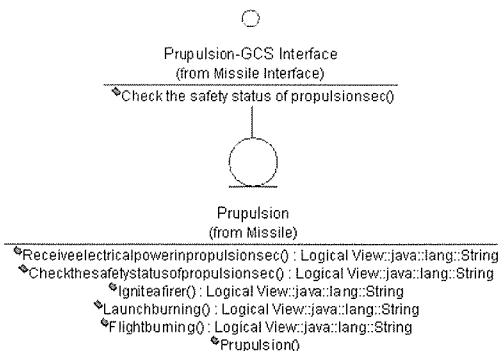 Prupulsion-GCS Interface
(from Missile Interface)
Check the safety status of propulsionsec()
Prupulsion
(from Missile)
Receiveelectricalpowerinpropulsionsec() : Logical View::java::lang::String
Checkthesafetystatusofpropulsionsec() : Logical View::java::lang::String
Igniteafirer() : Logical View::java::lang::String
Launchburning() : Logical View::java::lang::String
Flightburning() : Logical View::java::lang::String
Prupulsion()